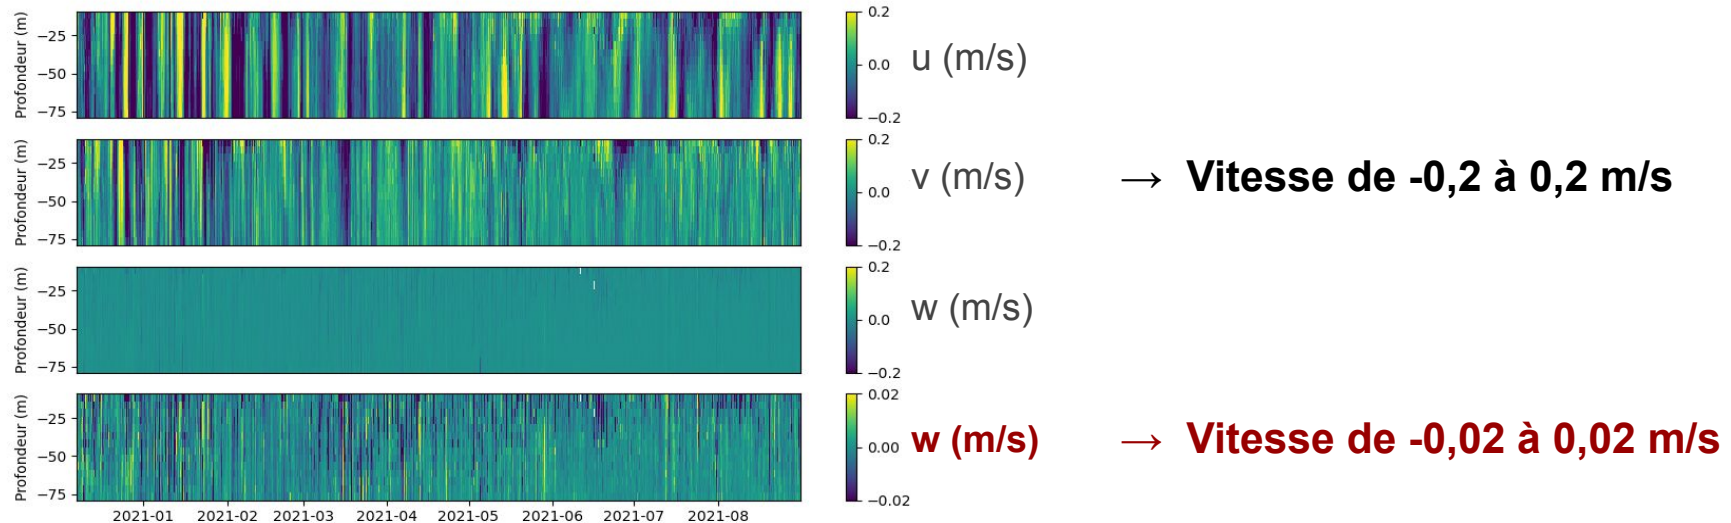 Profondeur (m)
−25
−50
−75
0.2
0.0
−0.2
u (m/s)
Profondeur (m)
−25
−50
−75
0.2
0.0
−0.2
v (m/s)
→ Vitesse de -0,2 à 0,2 m/s
Profondeur (m)
−25
−50
−75
0.2
0.0
−0.2
w (m/s)
Profondeur (m)
−25
−50
−75
0.02
0.00
−0.02
w (m/s)
→ Vitesse de -0,02 à 0,02 m/s
2021-01 2021-02 2021-03 2021-04 2021-05 2021-06 2021-07 2021-08